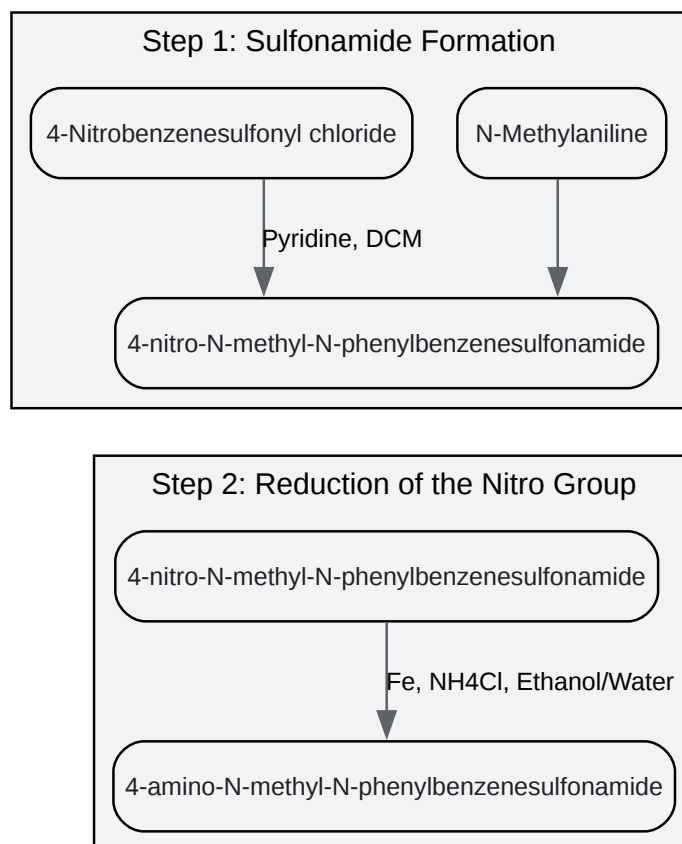 Step 1: Sulfonamide Formation
4-Nitrobenzenesulfonyl chloride
N-Methylaniline
Pyridine, DCM
4-nitro-N-methyl-N-phenylbenzenesulfonamide
Step 2: Reduction of the Nitro Group
4-nitro-N-methyl-N-phenylbenzenesulfonamide
Fe, NH4Cl, Ethanol/Water
4-amino-N-methyl-N-phenylbenzenesulfonamide